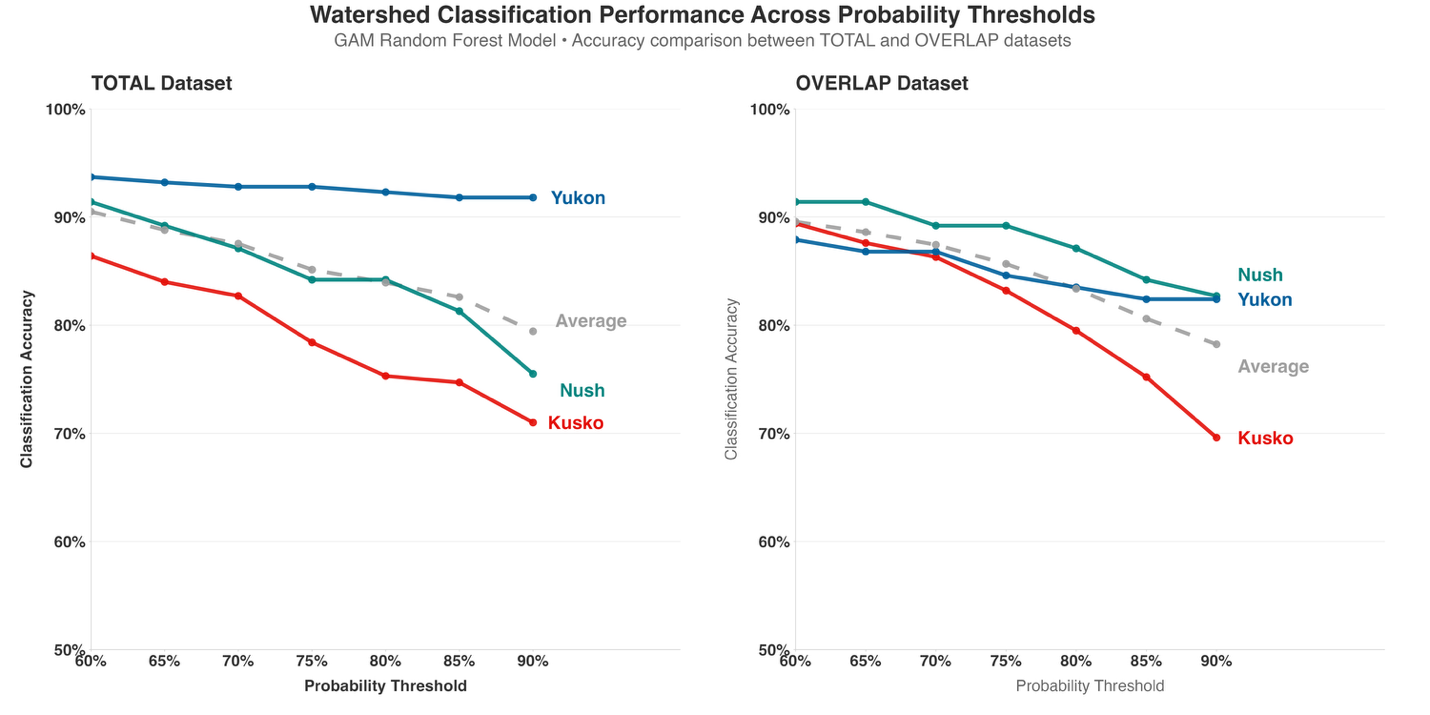 Watershed Classification Performance Across Probability Thresholds
GAM Random Forest Model • Accuracy comparison between TOTAL and OVERLAP datasets
TOTAL Dataset
100%
90%
80%
70%
60%
50%
Classification Accuracy
Yukon
Average
Nush
Kusko
60%
65%
70%
75%
80%
85%
90%
Probability Threshold
OVERLAP Dataset
100%
90%
80%
70%
60%
50%
Classification Accuracy
Nush
Yukon
Average
Kusko
60%
65%
70%
75%
80%
85%
90%
Probability Threshold